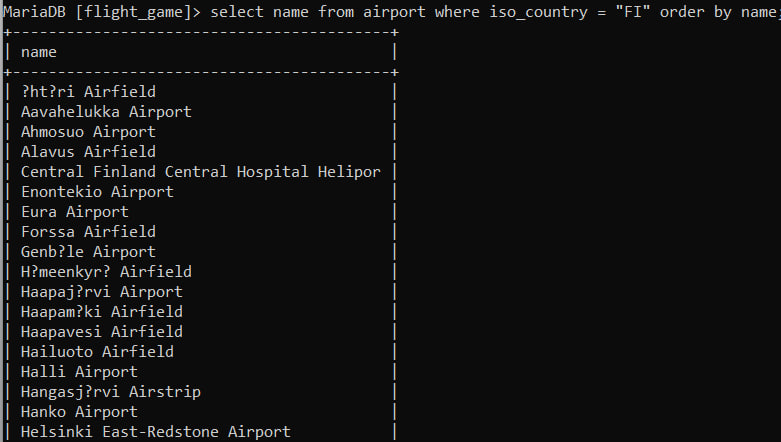 MariaDB [flight_game]> select name from airport where iso_country = "FI" order by name;
+------------------------------------------+
| name                                     |
+------------------------------------------+
| ?ht?ri Airfield                          |
| Aavahelukka Airport                      |
| Ahmosuo Airport                          |
| Alavus Airfield                          |
| Central Finland Central Hospital Helipor |
| Enontekio Airport                        |
| Eura Airport                             |
| Forssa Airfield                          |
| Genb?le Airport                          |
| H?meenkyr? Airfield                      |
| Haapaj?rvi Airport                       |
| Haapam?ki Airfield                       |
| Haapavesi Airfield                       |
| Hailuoto Airfield                        |
| Halli Airport                            |
| Hangasj?rvi Airstrip                     |
| Hanko Airport                            |
| Helsinki East-Redstone Airport           |